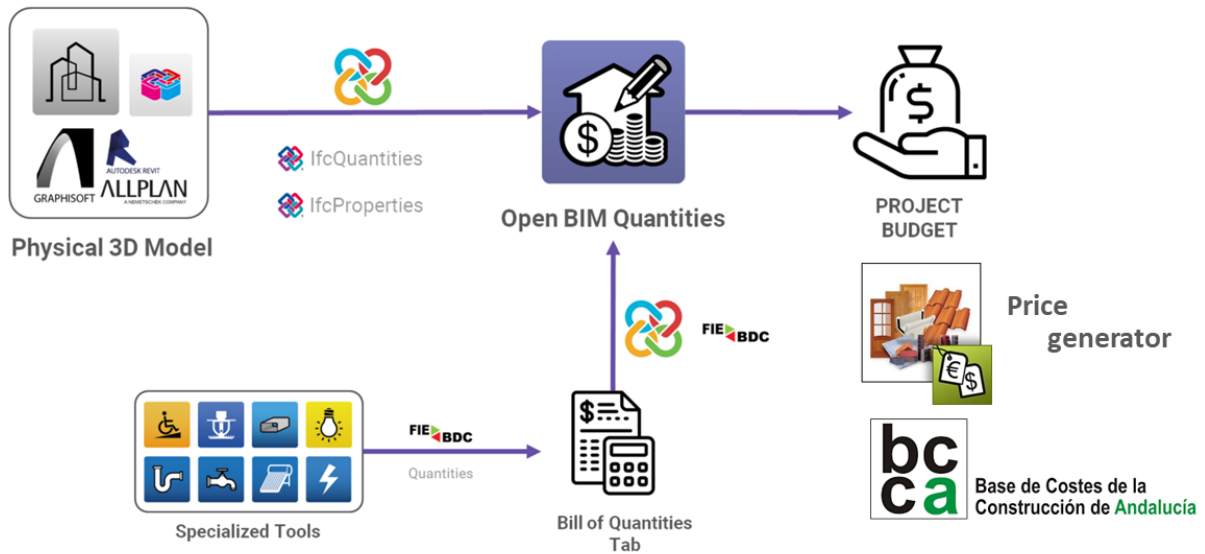 GRAPHISOFT
AUTODESK REVIT
ALLPLAN
A NEMETSCHEK COMPANY
Physical 3D Model
IfcQuantities
IfcProperties
$
Open BIM Quantities
$
PROJECT
BUDGET
FIE
BDC
Price
generator
€
$
FIE
BDC
Quantities
Specialized Tools
$
Bill of Quantities
Tab
bc
ca
Base de Costes de la
Construcción de Andalucía